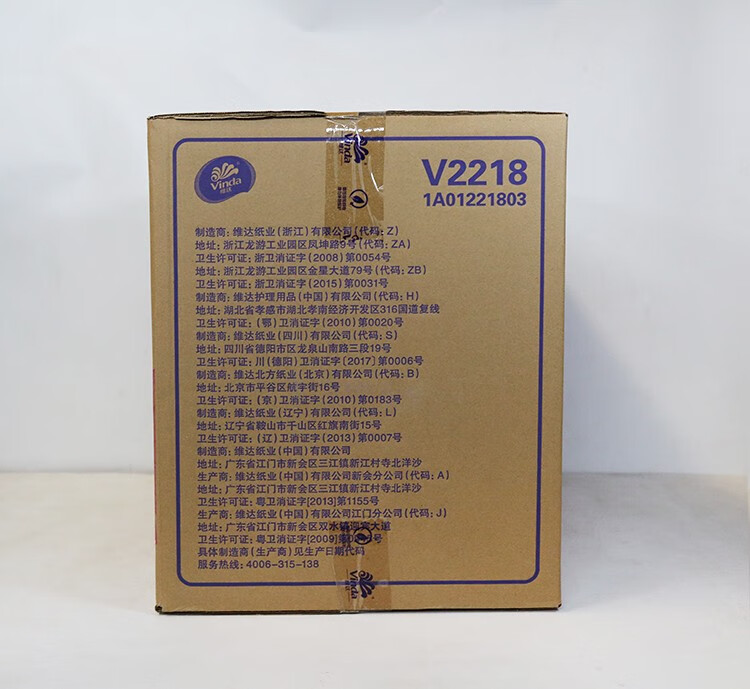 Vinda
维达
V2218
1A01221803
Vinda
制造商: 维达纸业(浙江)有限公司(代码: Z)
地址: 浙江龙游工业园区凤坤路9号(代码: ZA)
卫生许可证: 浙卫消证字(2008)第0054号
地址: 浙江龙游工业园区金星大道79号(代码: ZB)
卫生许可证: 浙卫消证字(2015)第0031号
制造商: 维达护理用品(中国)有限公司(代码: H)
地址: 湖北省孝感市湖北孝南经济开发区316国道复线
卫生许可证: (鄂)卫消证字(2010)第0020号
制造商: 维达纸业(四川)有限公司(代码: S)
地址: 四川省德阳市区龙泉山南路三段19号
卫生许可证: 川(德阳)卫消证字[2017]第0006号
制造商: 维达北方纸业(北京)有限公司(代码: B)
地址: 北京市平谷区航宇街16号
卫生许可证: (京)卫消证字(2010)第0183号
制造商: 维达纸业(辽宁)有限公司(代码: L)
地址: 辽宁省鞍山市千山区红旗南街15号
卫生许可证: (辽)卫消证字(2013)第0007号
制造商: 维达纸业(中国)有限公司
地址: 广东省江门市新会区三江镇新江村寺北洋沙
生产商: 维达纸业(中国)有限公司新会分公司(代码: A)
地址: 广东省江门市新会区三江镇新江村寺北洋沙
卫生许可证: 粤卫消证字[2013]第1155号
生产商: 维达纸业(中国)有限公司江门分公司(代码: J)
地址: 广东省江门市新会区双水镇迎宾大道
卫生许可证: 粤卫消证字[2009]第
具体制造商(生产商)见生产日期代码
服务热线: 4006-315-138
Vinda